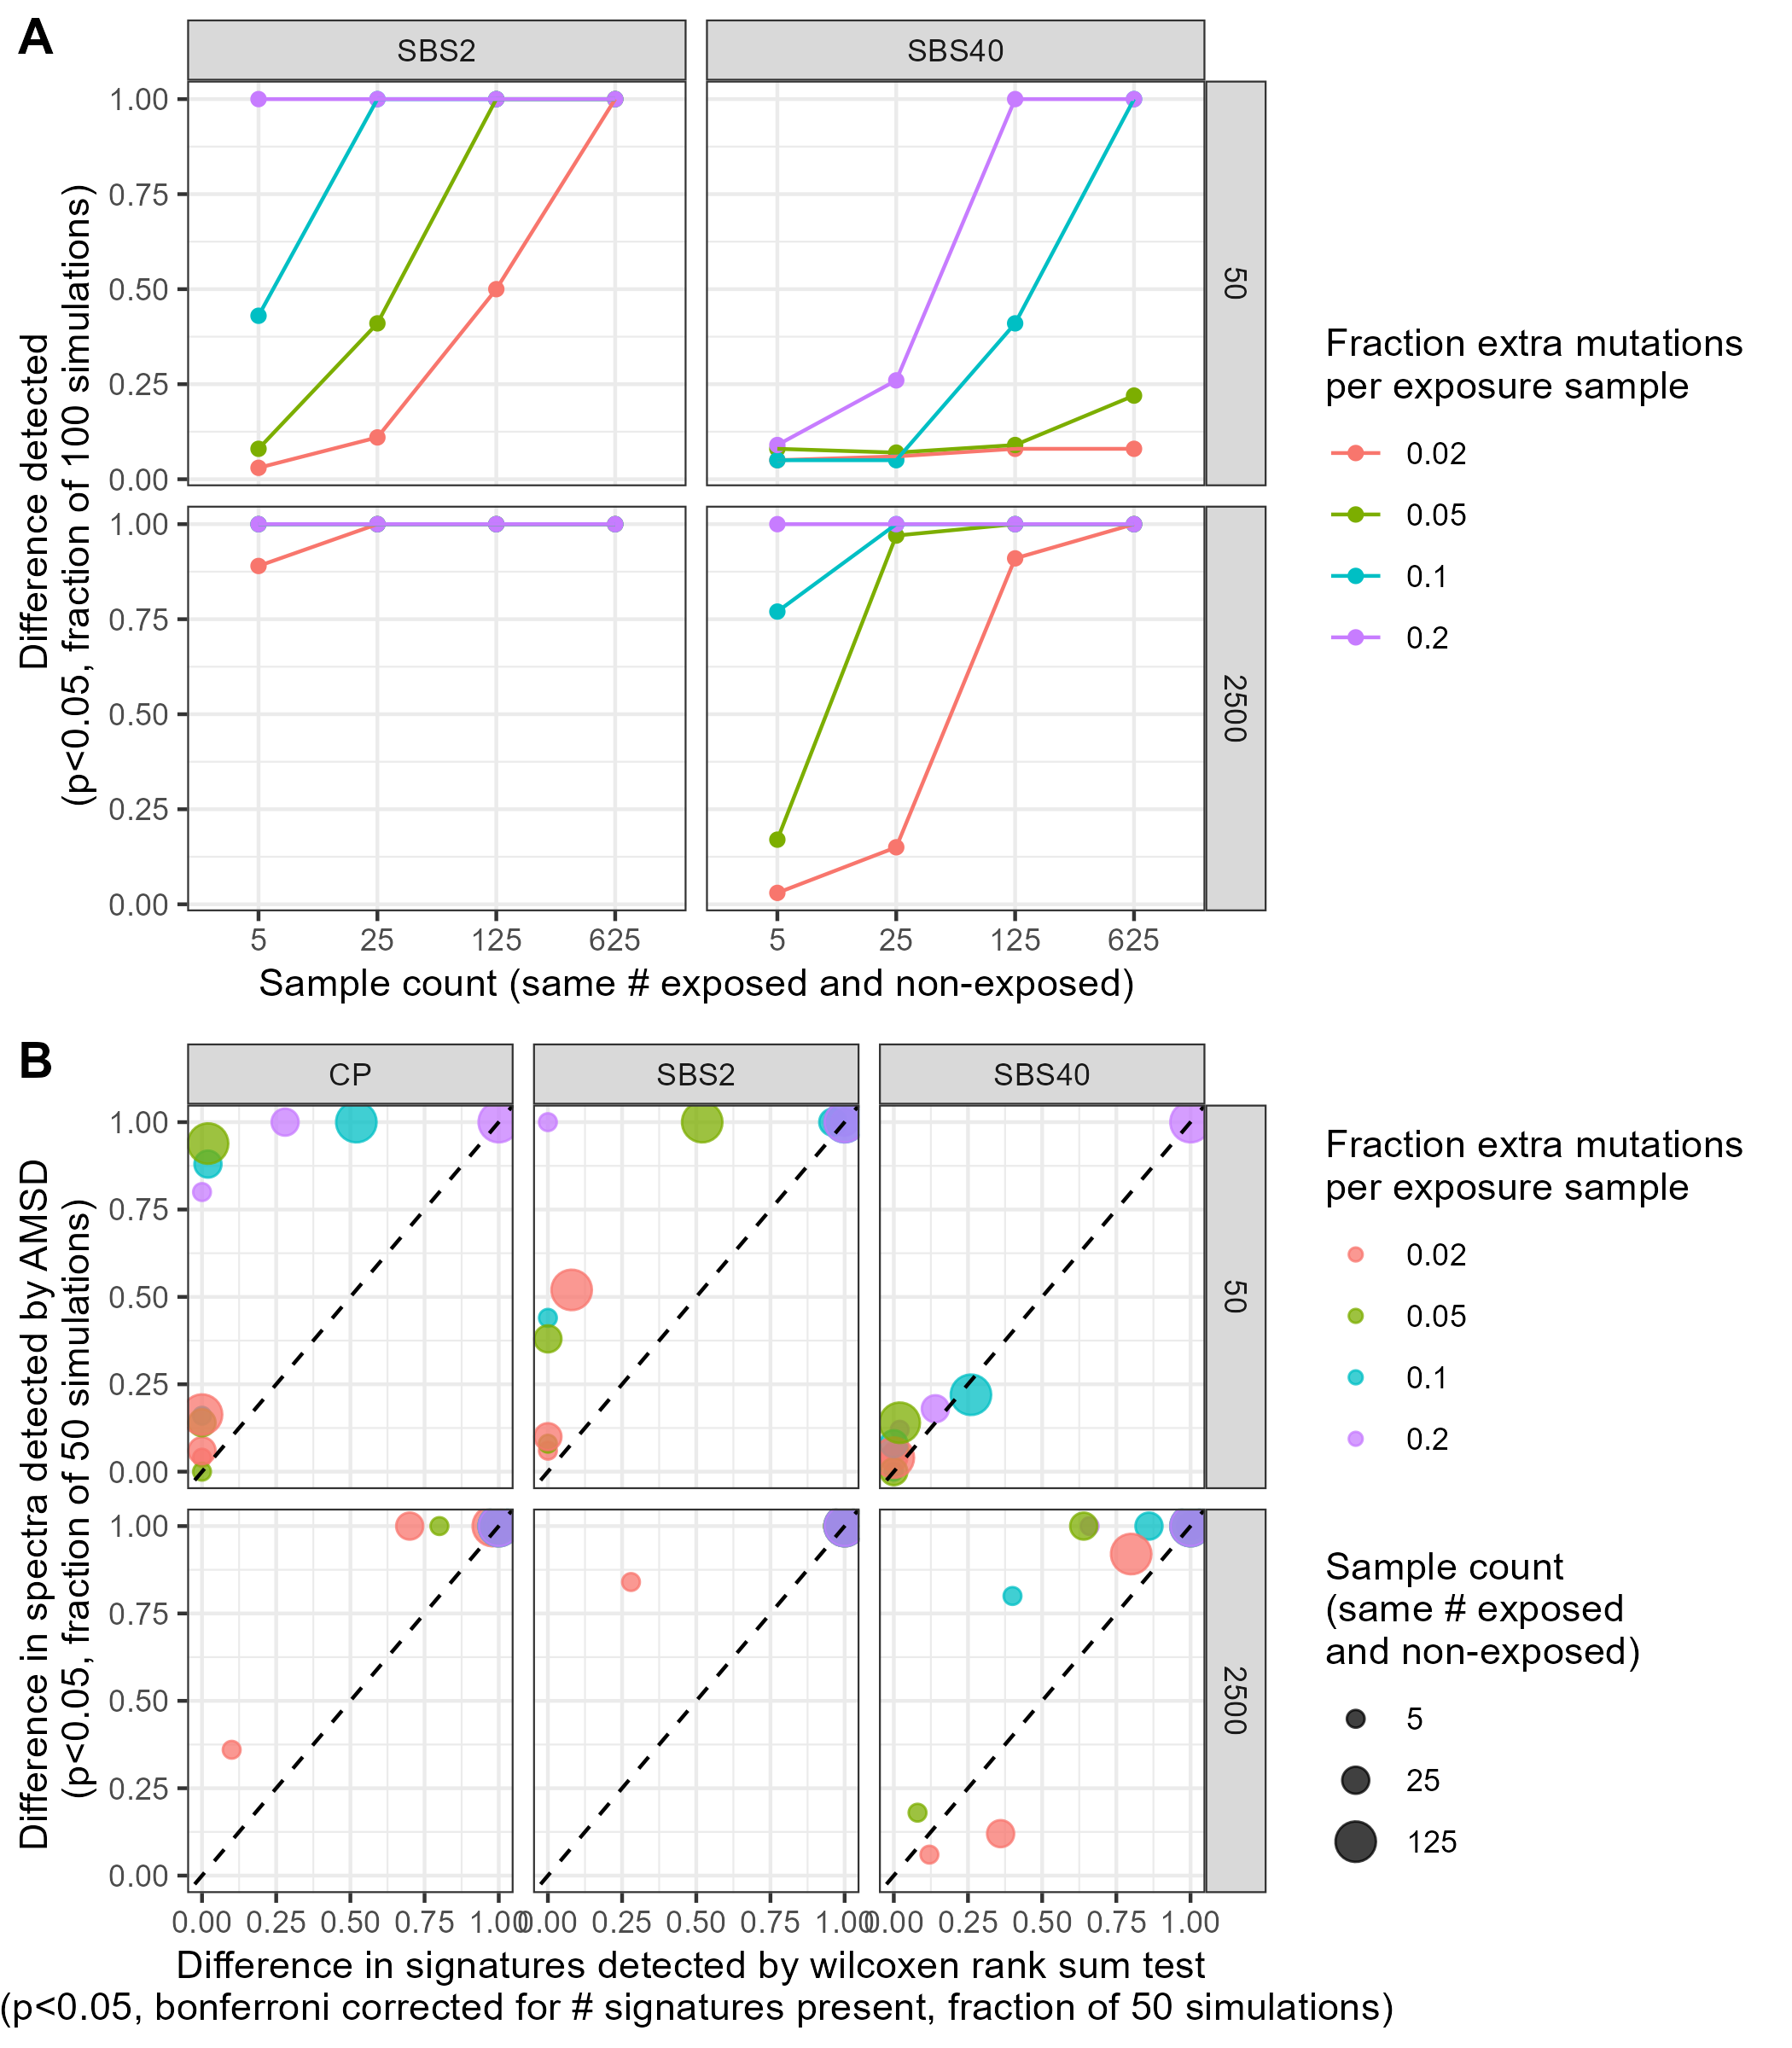 A
SBS2 SBS40
1.00
0.75
0.50
0.25
0.00
50
1.00
0.75
0.50
0.25
0.00
2500
Difference detected
(p<0.05, fraction of 100 simulations)
5 25 125 625 5 25 125 625
Sample count (same # exposed and non-exposed)
Fraction extra mutations
per exposure sample
0.02
0.05
0.1
0.2
B
CP SBS2 SBS40
1.00
0.75
0.50
0.25
0.00
50
1.00
0.75
0.50
0.25
0.00
2500
Difference in spectra detected by AMSD
(p<0.05, fraction of 50 simulations)
0.00 0.25 0.50 0.75 1.00 0.00 0.25 0.50 0.75 1.00 0.00 0.25 0.50 0.75 1.00
Difference in signatures detected by wilcoxen rank sum test
(p<0.05, bonferroni corrected for # signatures present, fraction of 50 simulations)
Fraction extra mutations
per exposure sample
0.02
0.05
0.1
0.2
Sample count
(same # exposed
and non-exposed)
5
25
125